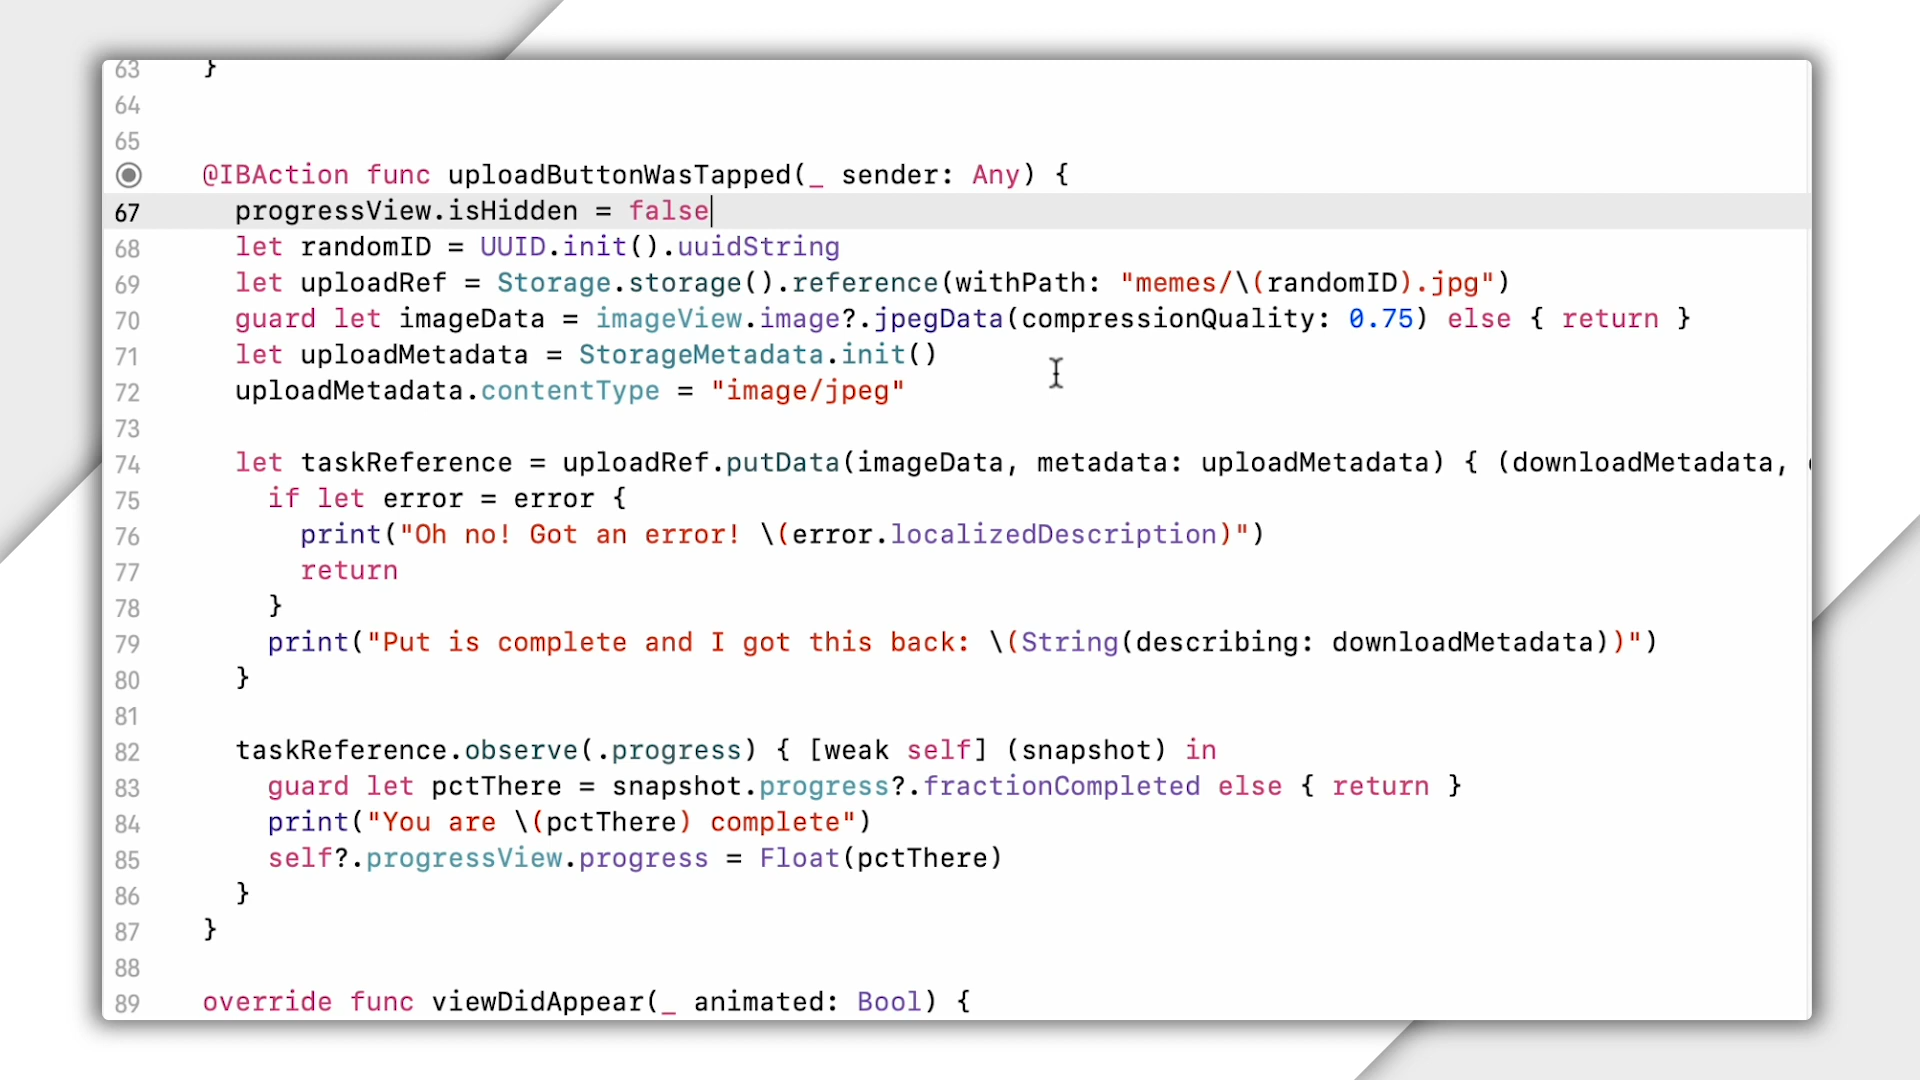 63 }
64
65
@IBAction func uploadButtonWasTapped(_ sender: Any) {
67 progressView.isHidden = false
68 let randomID = UUID.init().uuidString
69 let uploadRef = Storage.storage().reference(withPath: "memes/\(randomID).jpg")
70 guard let imageData = imageView.image?.jpegData(compressionQuality: 0.75) else { return }
71 let uploadMetadata = StorageMetadata.init()
72 uploadMetadata.contentType = "image/jpeg"
73
74 let taskReference = uploadRef.putData(imageData, metadata: uploadMetadata) { (downloadMetadata,
75 if let error = error {
76 print("Oh no! Got an error! \(error.localizedDescription)")
77 return
78 }
79 print("Put is complete and I got this back: \(String(describing: downloadMetadata))")
80 }
81
82 taskReference.observe(.progress) { [weak self] (snapshot) in
83 guard let pctThere = snapshot.progress?.fractionCompleted else { return }
84 print("You are \(pctThere) complete")
85 self?.progressView.progress = Float(pctThere)
86 }
87 }
88
89 override func viewDidAppear(_ animated: Bool) {